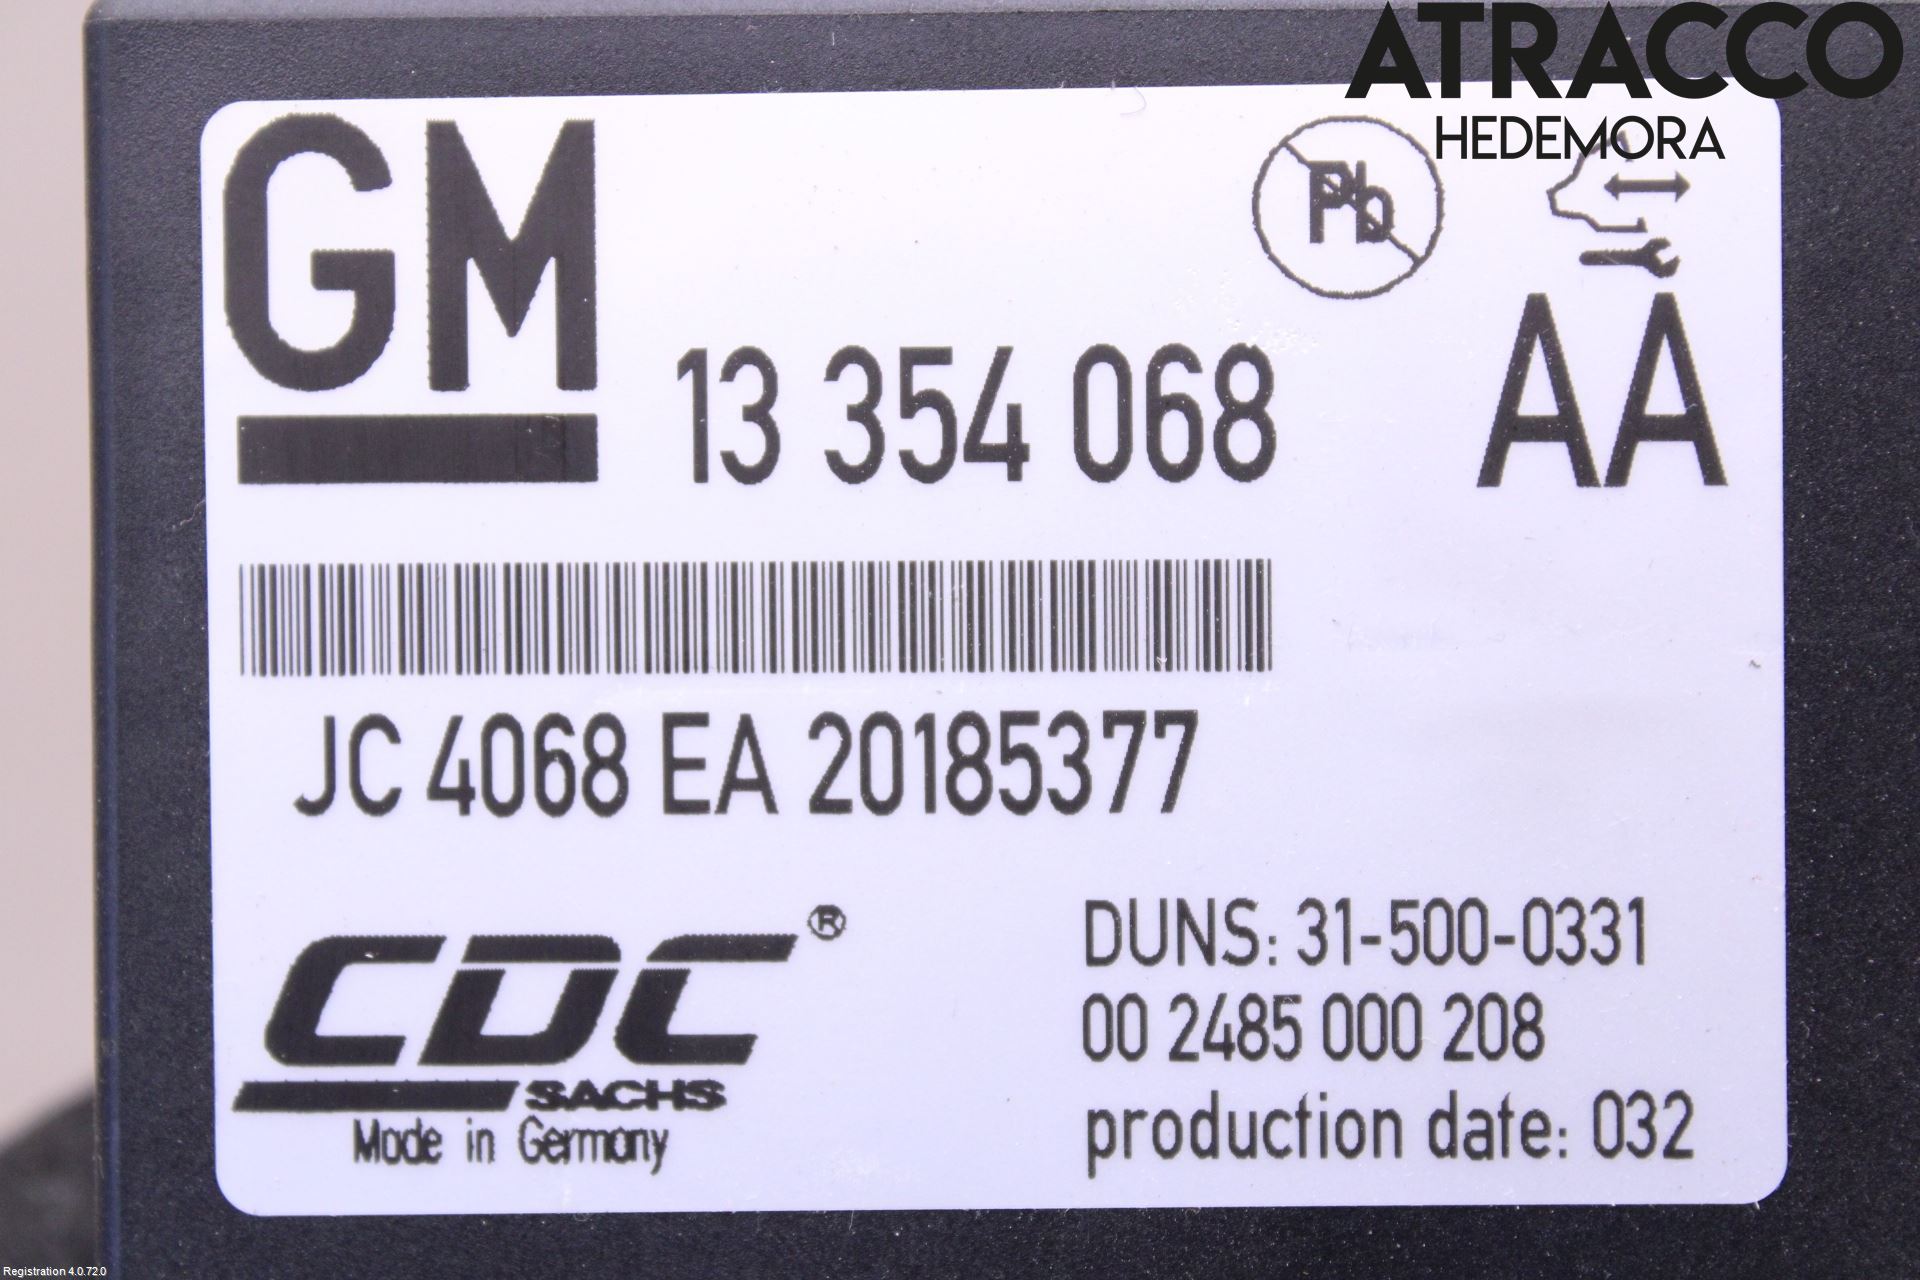 ATRACCO
HEDEMORA
GM
Pb
13 354 068
AA
JC 4068 EA 20185377
CDC®
SACHS
Made in Germany
DUNS: 31-500-0331
00 2485 000 208
production date: 032
Registration 4.0.72.0